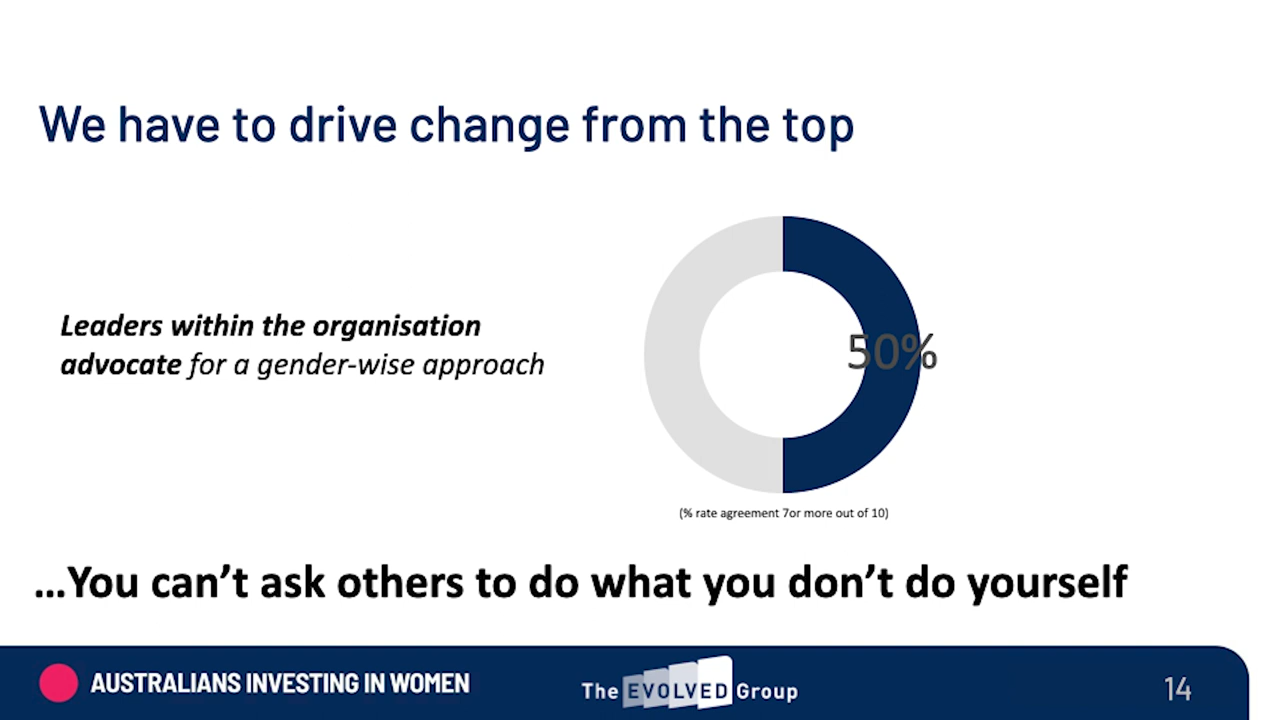 We have to drive change from the top
Leaders within the organisation
advocate for a gender-wise approach
50%
(% rate agreement 7or more out of 10)
...You can't ask others to do what you don't do yourself
AUSTRALIANS INVESTING IN WOMEN
The EVOLVED Group
14